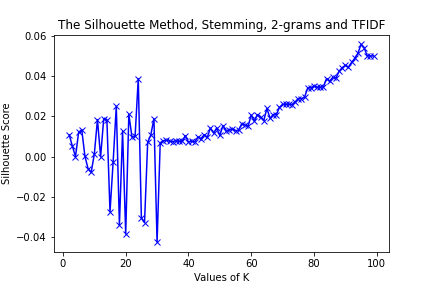 The Silhouette Method, Stemming, 2-grams and TFIDF
0.06
0.04
0.02
0.00
−0.02
−0.04
Silhouette Score
0 20 40 60 80 100
Values of K